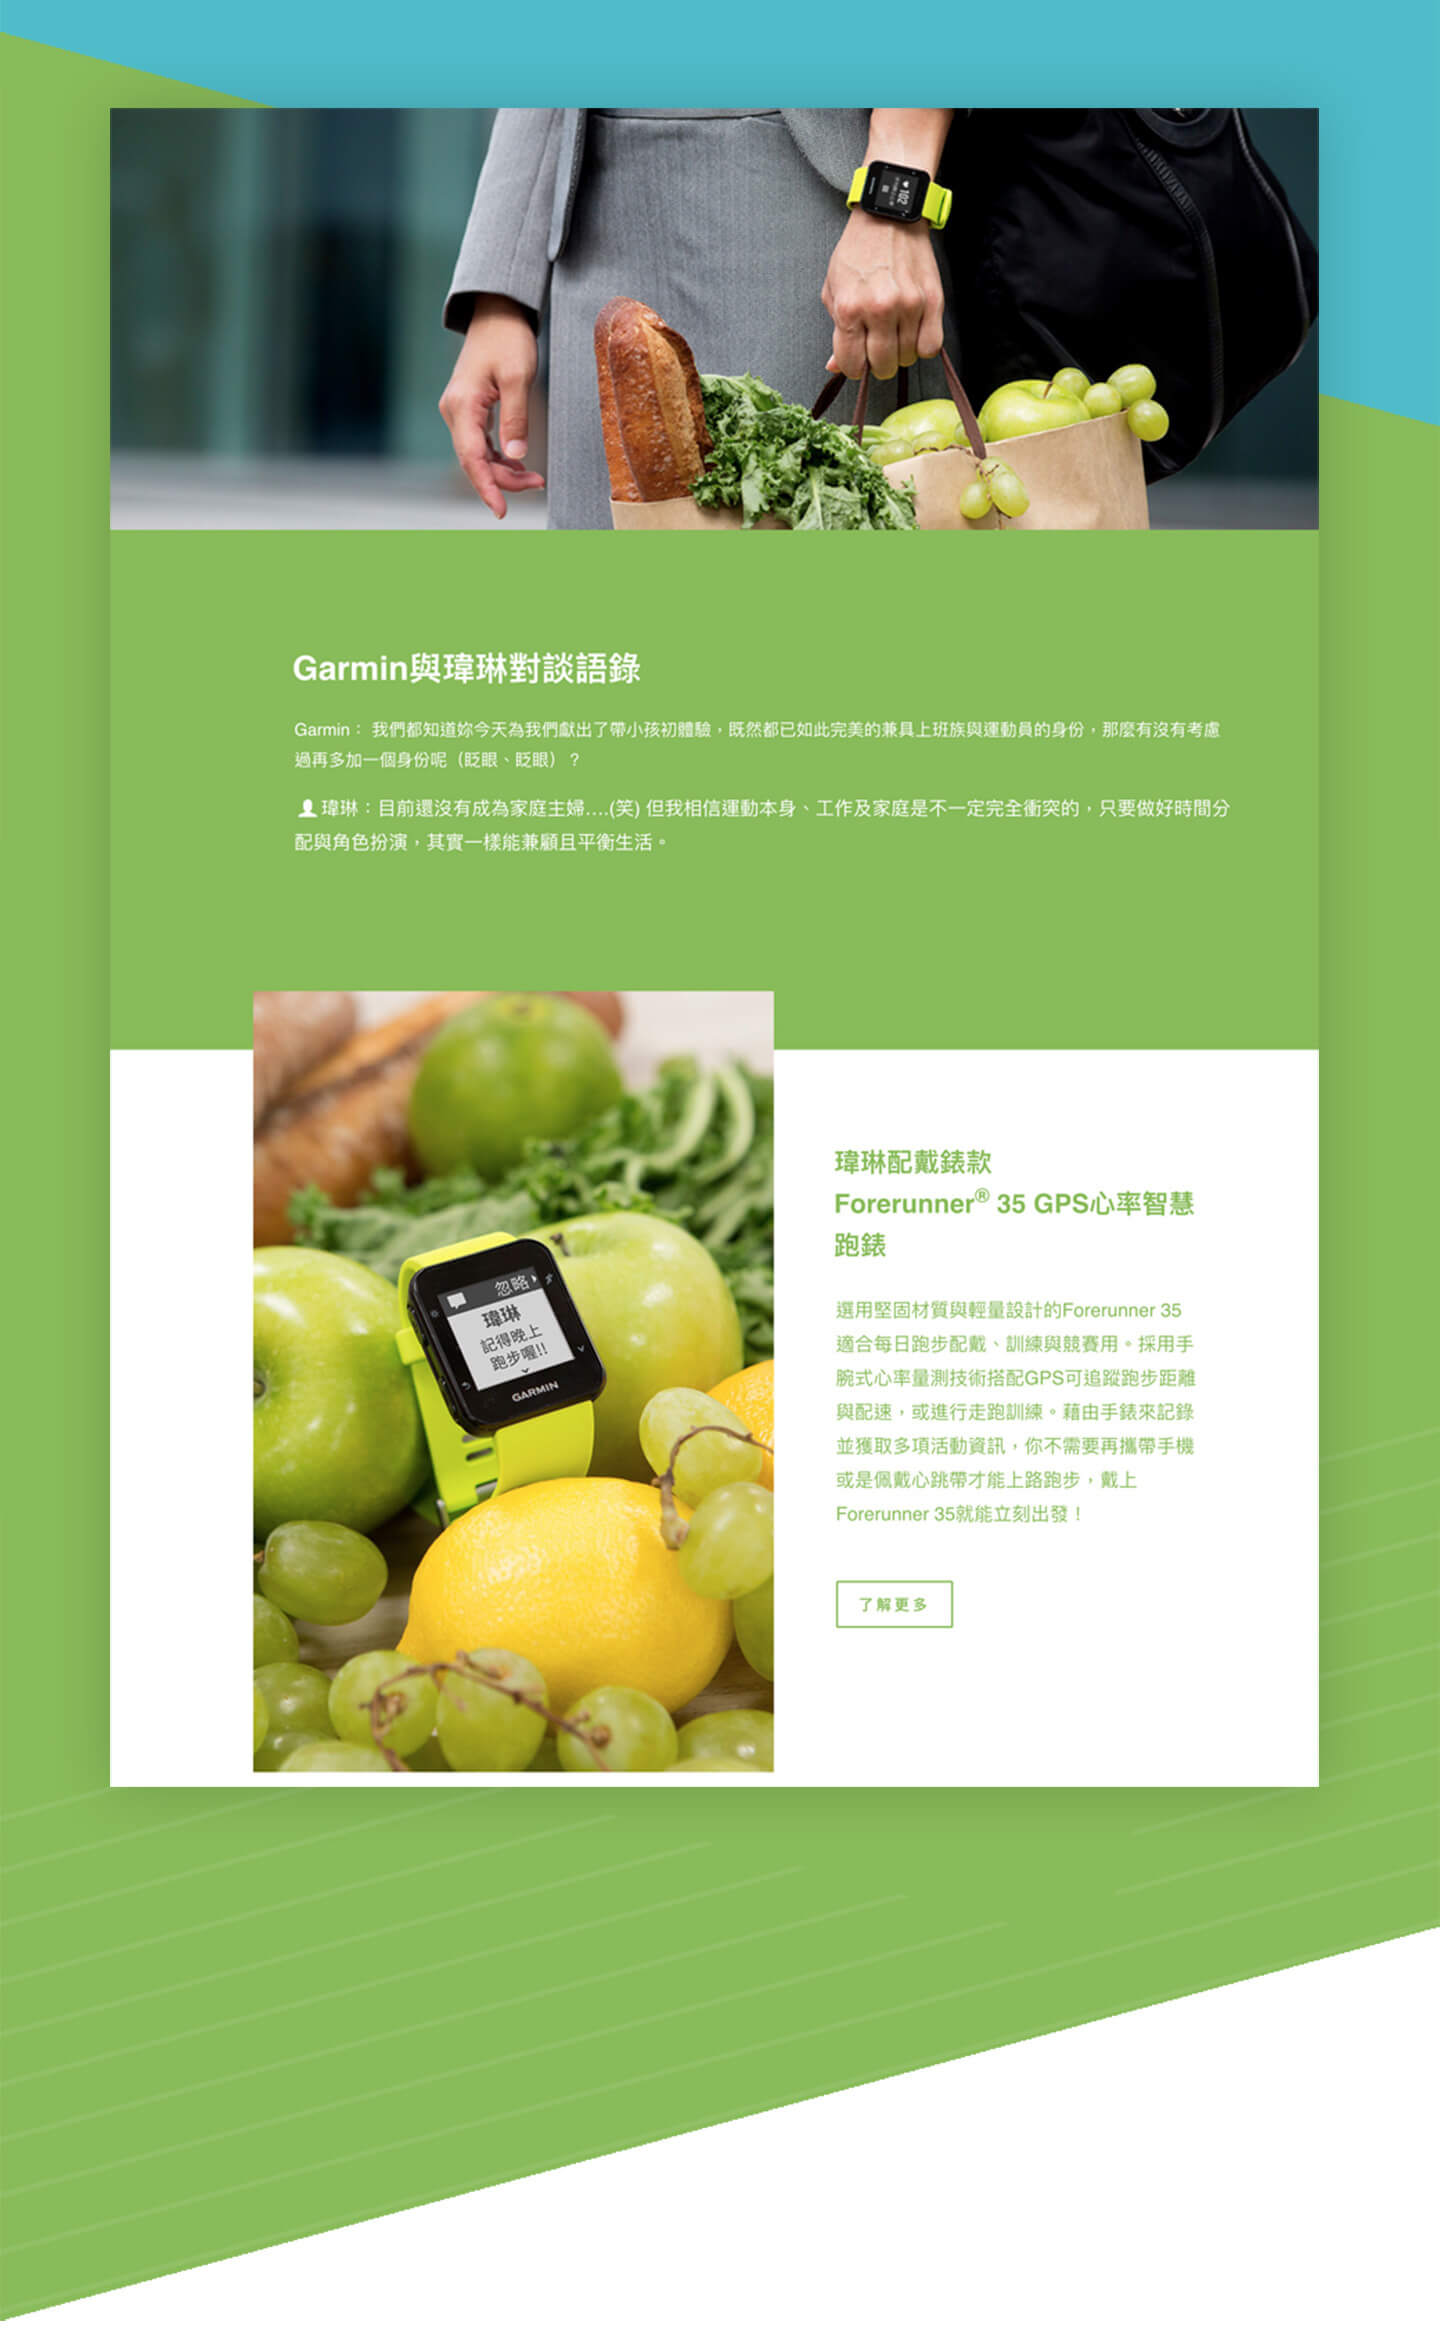 102
Garmin與瑋琳對談語錄
Garmin： 我們都知道妳今天為我們獻出了帶小孩初體驗，既然都已如此完美的兼具上班族與運動員的身份，那麼有沒有考慮
過再多加一個身份呢（眨眼、眨眼）？
瑋琳：目前還沒有成為家庭主婦....(笑) 但我相信運動本身、工作及家庭是不一定完全衝突的，只要做好時間分
配與角色扮演，其實一樣能兼顧且平衡生活。
忽略
瑋琳
記得晚上
跑步喔!!
GARMIN
瑋琳配戴錶款
Forerunner® 35 GPS心率智慧
跑錶
選用堅固材質與輕量設計的Forerunner 35
適合每日跑步配戴、訓練與競賽用。採用手
腕式心率量測技術搭配GPS可追蹤跑步距離
與配速，或進行走跑訓練。藉由手錶來記錄
並獲取多項活動資訊，你不需要再攜帶手機
或是佩戴心跳帶才能上路跑步，戴上
Forerunner 35就能立刻出發！
了解更多